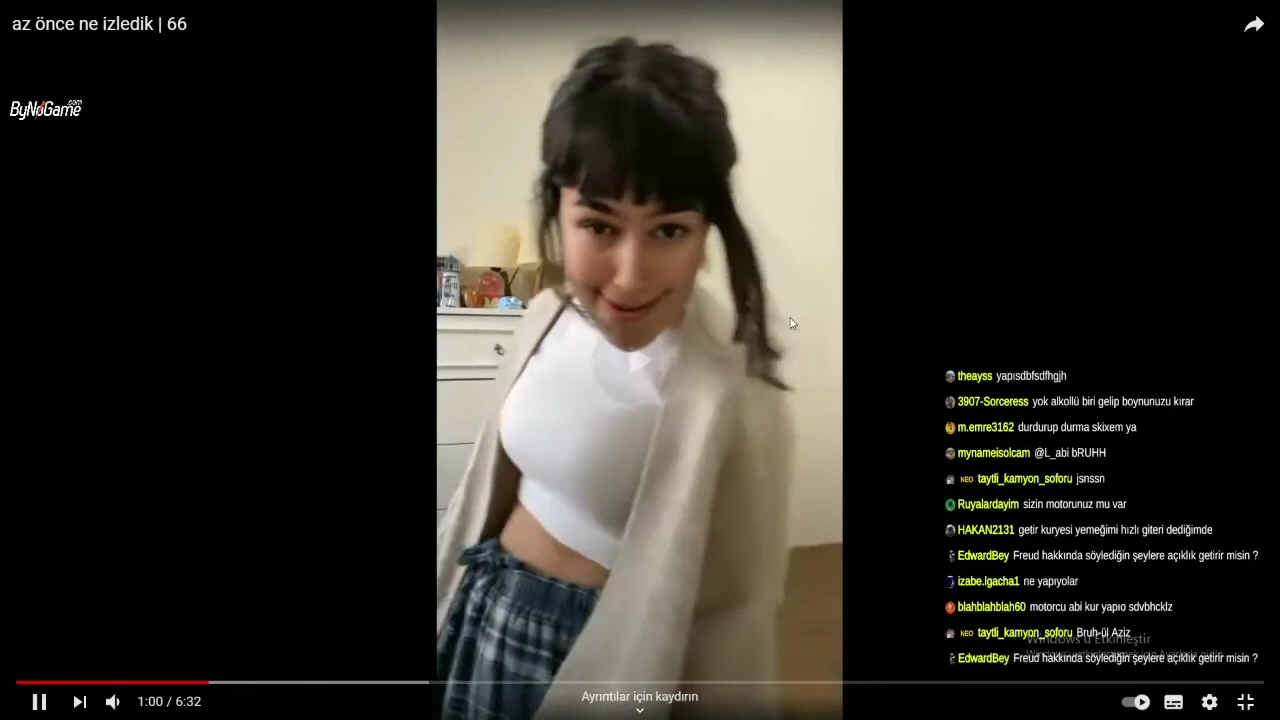 az önce ne izledik | 66
ByNoGame.com
theayss yapısdbfsdfhgjh
3907-Sorceress yok alkollü biri gelip boynunuzu kırar
m.emre3162 durdurup durma skixem ya
mynameisolcam @L_abi bRUHH
NEO taytli_kamyon_soforu jsnssn
Ruyalardayim sizin motorunuz mu var
HAKAN2131 getir kuryesi yemeğimi hızlı giteri dediğimde
EdwardBey Freud hakkında söylediğin şeylere açıklık getirir misin ?
izabe.lgacha1 ne yapıyolar
blahblahblah60 motorcu abi kur yapıo sdvbhcklz
NEO taytli_kamyon_soforu Bruh-ül Aziz
Windows'u Etkinleştir
EdwardBey Freud hakkında söylediğin şeylere açıklık getirir misin ?
Ayrıntılar için kaydırın
1:00 / 6:32